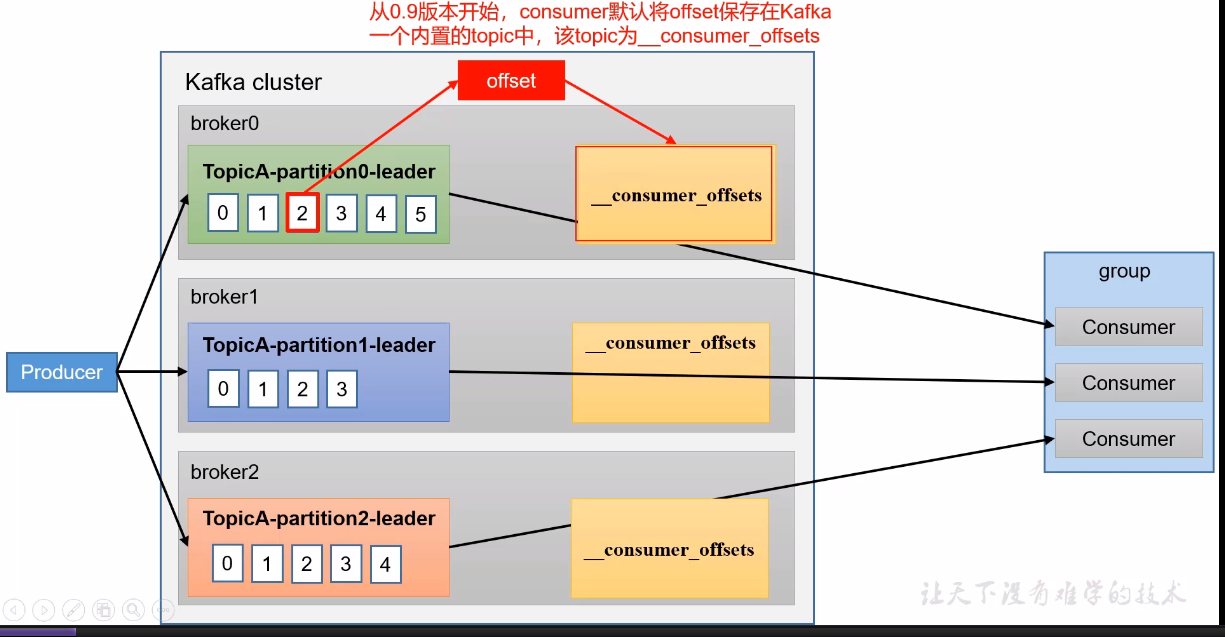 从0.9版本开始，consumer默认将offset保存在Kafka
一个内置的topic中，该topic为__consumer_offsets
Kafka cluster
offset
broker0
TopicA-partition0-leader
0 1 2 3 4 5
__consumer_offsets
broker1
TopicA-partition1-leader
0 1 2 3
__consumer_offsets
broker2
TopicA-partition2-leader
0 1 2 3 4
__consumer_offsets
Producer
group
Consumer
Consumer
Consumer
让天下没有难学的技术